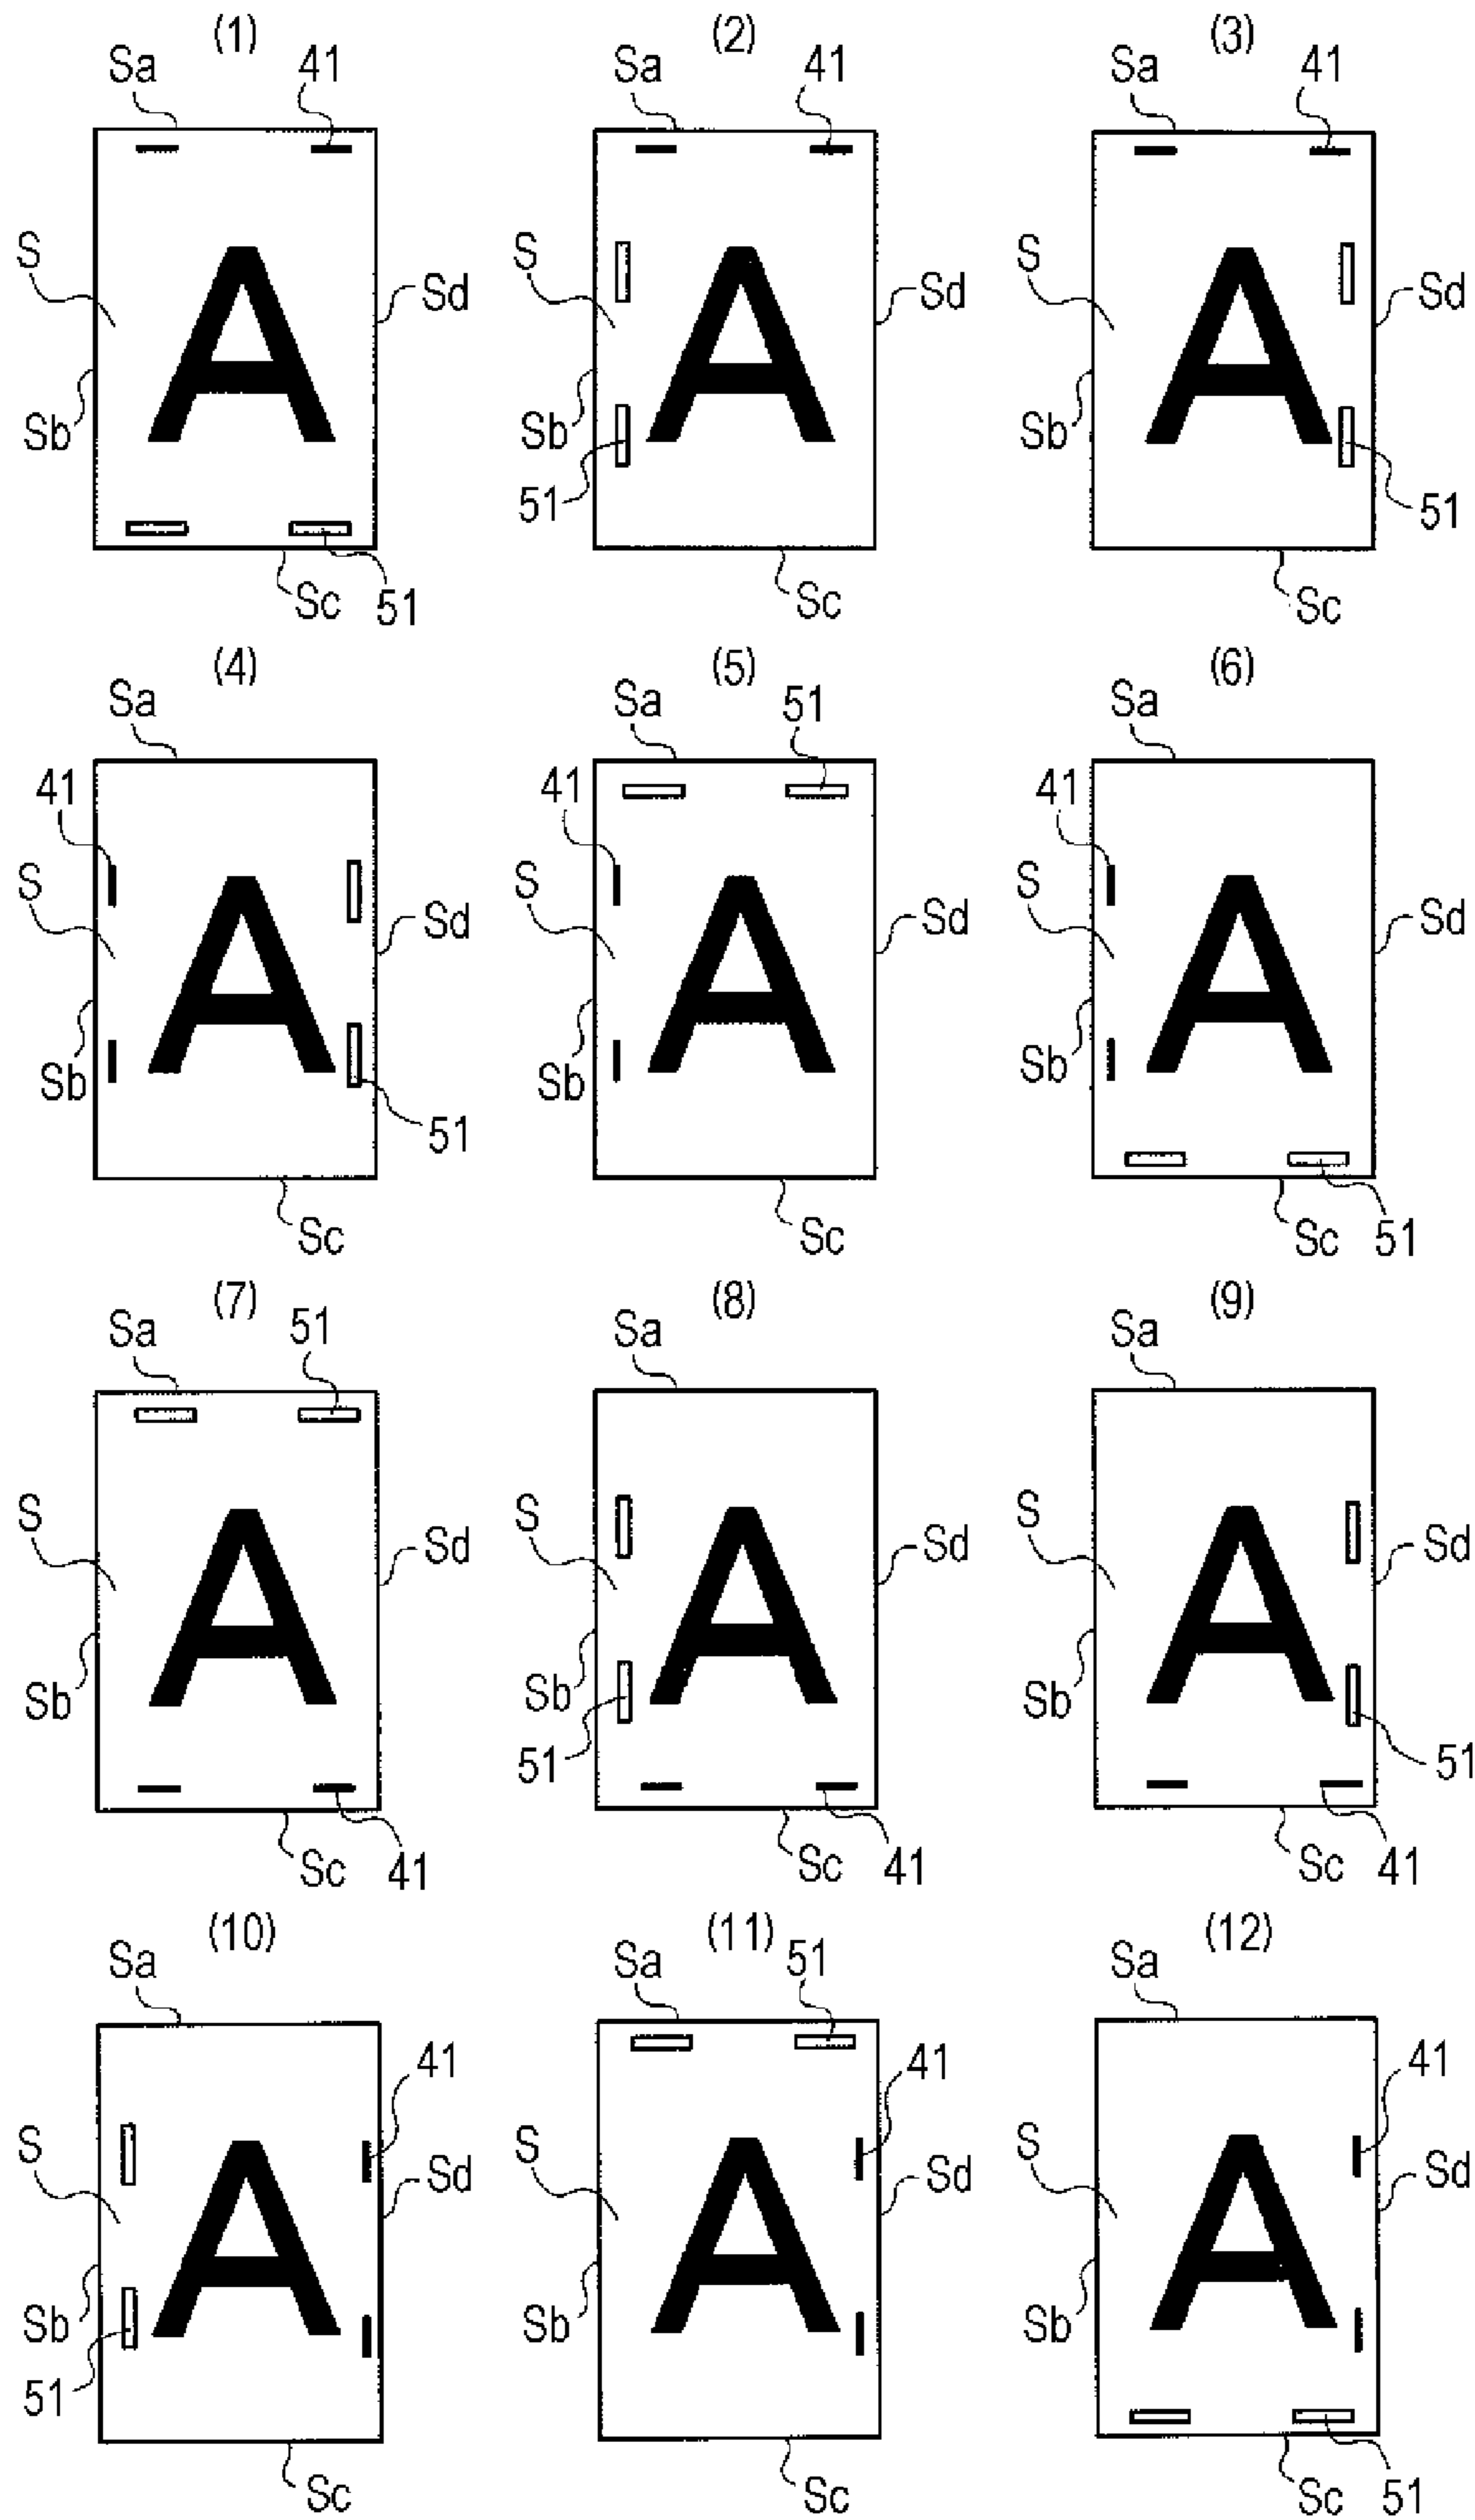 (1) (2) (3)
Sa 41 Sa 41 Sa 41
S A Sd S A Sd S A Sd
Sb Sb Sb
51 51
Sc 51 Sc Sc
(4) (5) (6)
Sa Sa 51
41 41 41
S A Sd S A Sd S A Sd
Sb Sb Sb
51
Sc Sc Sc 51
(7) (8) (9)
Sa 51 Sa Sa
S A Sd S A Sd S A Sd
Sb Sb Sb
51 51
Sc 41 Sc 41 Sc 41
(10) (11) (12)
Sa Sa 51 Sa
41 41 41
S A Sd S A Sd S A Sd
Sb Sb Sb
51
Sc Sc Sc 51